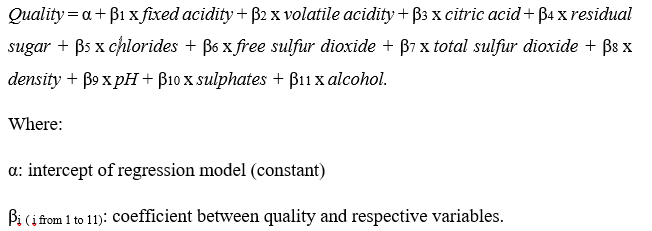 Quality = α + β1 x fixed acidity + β2 x volatile acidity + β3 x citric acid + β4 x residual
sugar + β5 x chlorides + β6 x free sulfur dioxide + β7 x total sulfur dioxide + β8 x
density + β9 x pH + β10 x sulphates + β11 x alcohol.
Where:
α: intercept of regression model (constant)
βi (i from 1 to 11): coefficient between quality and respective variables.